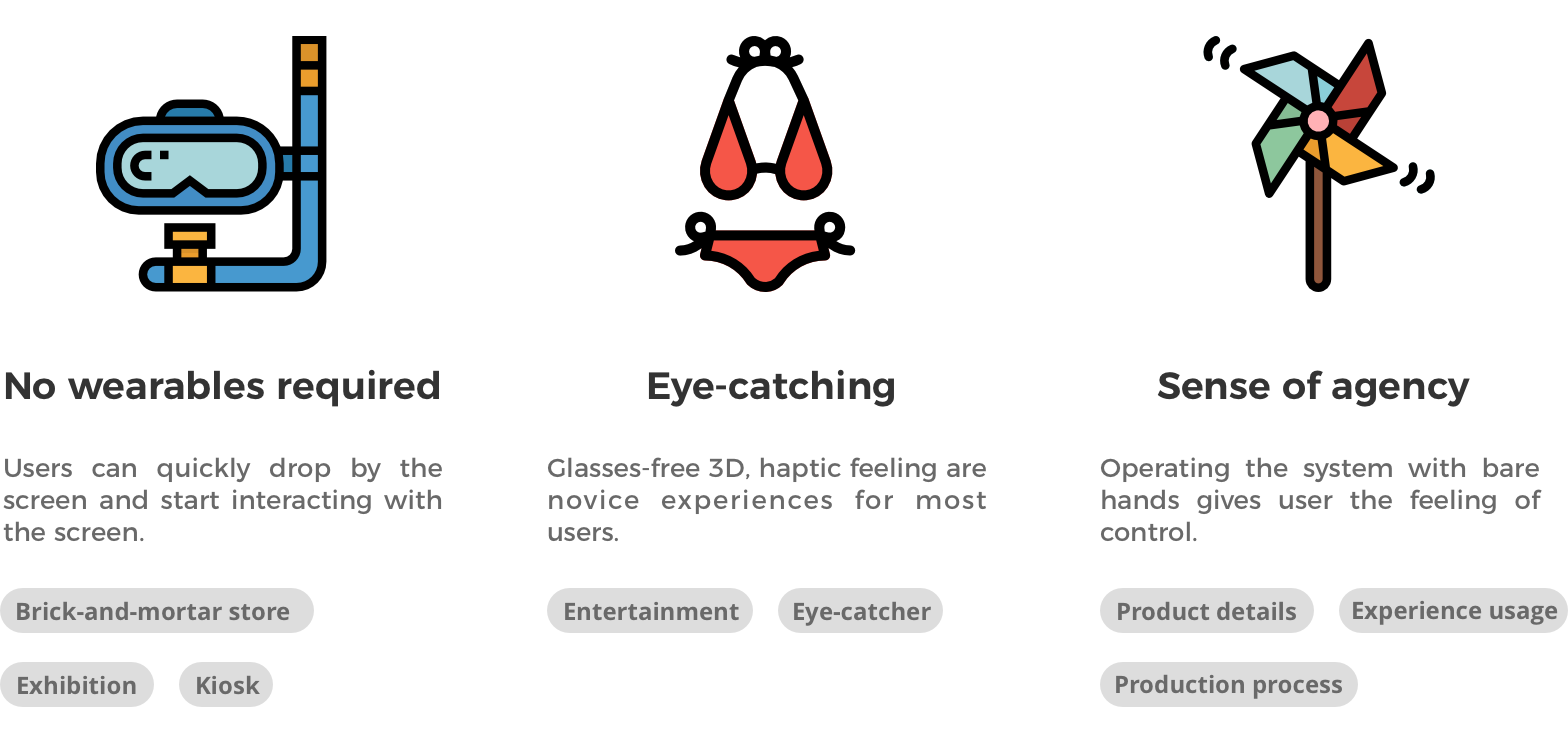 No wearables required
Users can quickly drop by the
screen and start interacting with
the screen.
Brick-and-mortar store
Exhibition
Kiosk
Eye-catching
Glasses-free 3D, haptic feeling are
novice experiences for most
users.
Entertainment
Eye-catcher
Sense of agency
Operating the system with bare
hands gives user the feeling of
control.
Product details
Experience usage
Production process